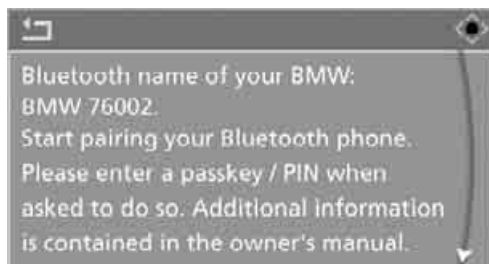 Bluetooth name of your BMW:
BMW 76002.
Start pairing your Bluetooth phone.
Please enter a passkey / PIN when
asked to do so. Additional information
is contained in the owner's manual.